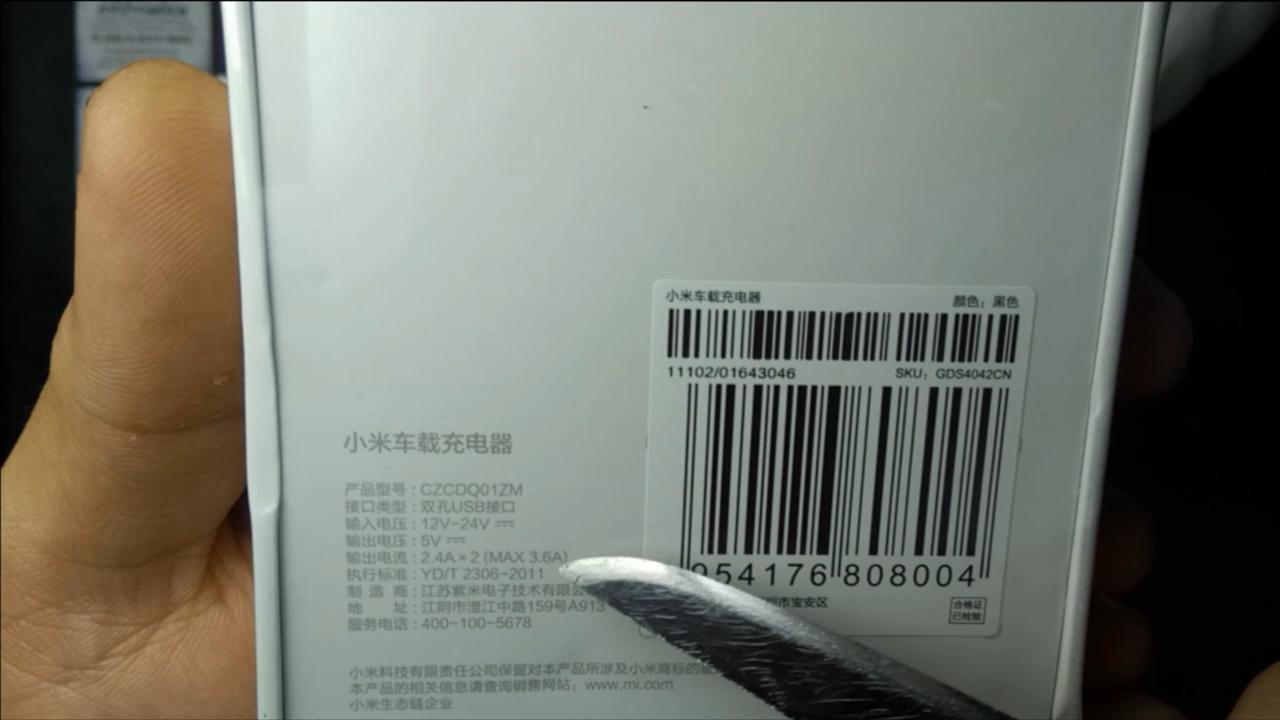 小米车载充电器 颜色：黑色
11102/01643046 SKU：GDS4042CN
954176 808004
市宝安区
合格证
已检验
小米车载充电器
产品型号：CZCDQ01ZM
接口类型：双孔USB接口
输入电压：12V-24V ⎓
输出电压：5V ⎓
输出电流：2.4A×2 (MAX 3.6A)
执行标准：YD/T 2306-2011
制 造 商：江苏紫米电子技术有限
地 址：江阴市澄江中路159号A913
服务电话：400-100-5678
小米科技有限责任公司保留对本产品所涉及小米商标的
本产品的相关信息请查询销售网站：www.mi.com
小米生态链企业